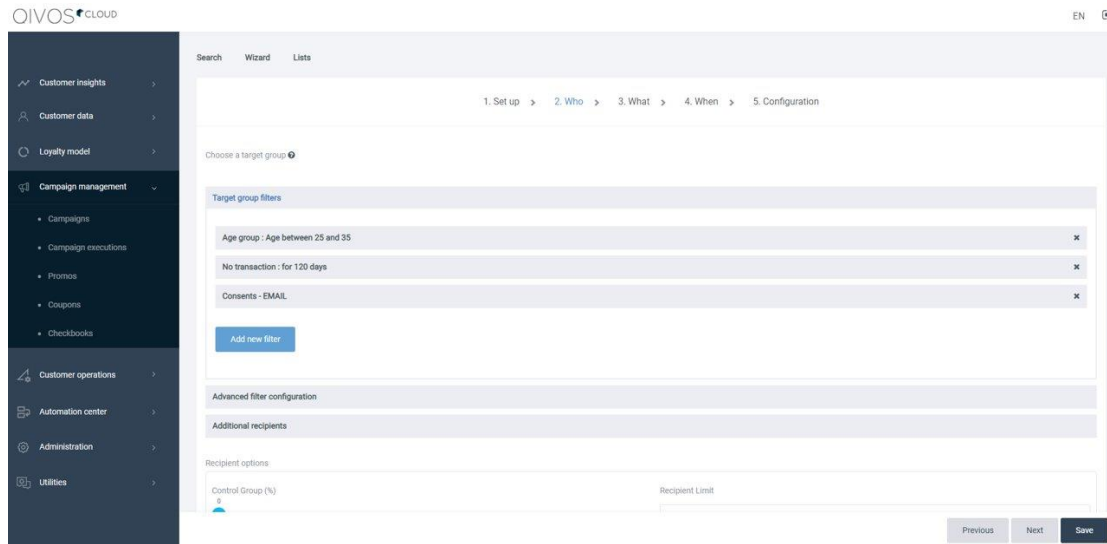 QIVOS CLOUD
EN
Search Wizard Lists
Customer insights
Customer data
Loyalty model
Campaign management
Campaigns
Campaign executions
Promos
Coupons
Checkbooks
Customer operations
Automation center
Administration
Utilities
1. Set up > 2. Who > 3. What > 4. When > 5. Configuration
Choose a target group
Target group filters
Age group : Age between 25 and 35
No transaction : for 120 days
Consents - EMAIL
Add new filter
Advanced filter configuration
Additional recipients
Recipient options
Control Group (%)
0
Recipient Limit
Previous Next Save